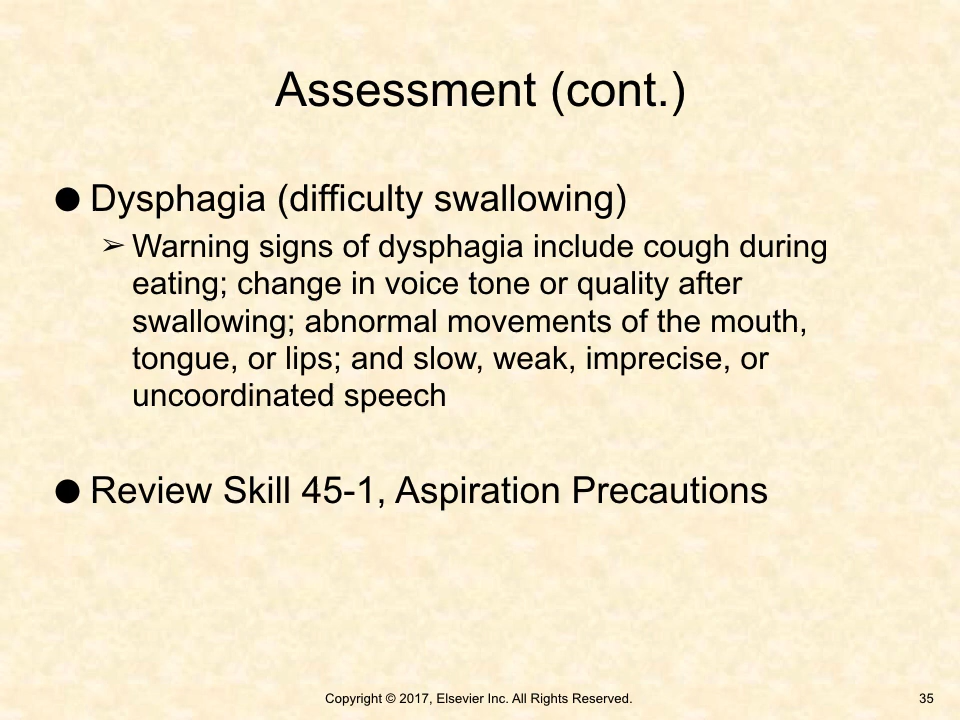 Assessment (cont.)
● Dysphagia (difficulty swallowing)
➢ Warning signs of dysphagia include cough during
eating; change in voice tone or quality after
swallowing; abnormal movements of the mouth,
tongue, or lips; and slow, weak, imprecise, or
uncoordinated speech
● Review Skill 45-1, Aspiration Precautions
Copyright © 2017, Elsevier Inc. All Rights Reserved. 35